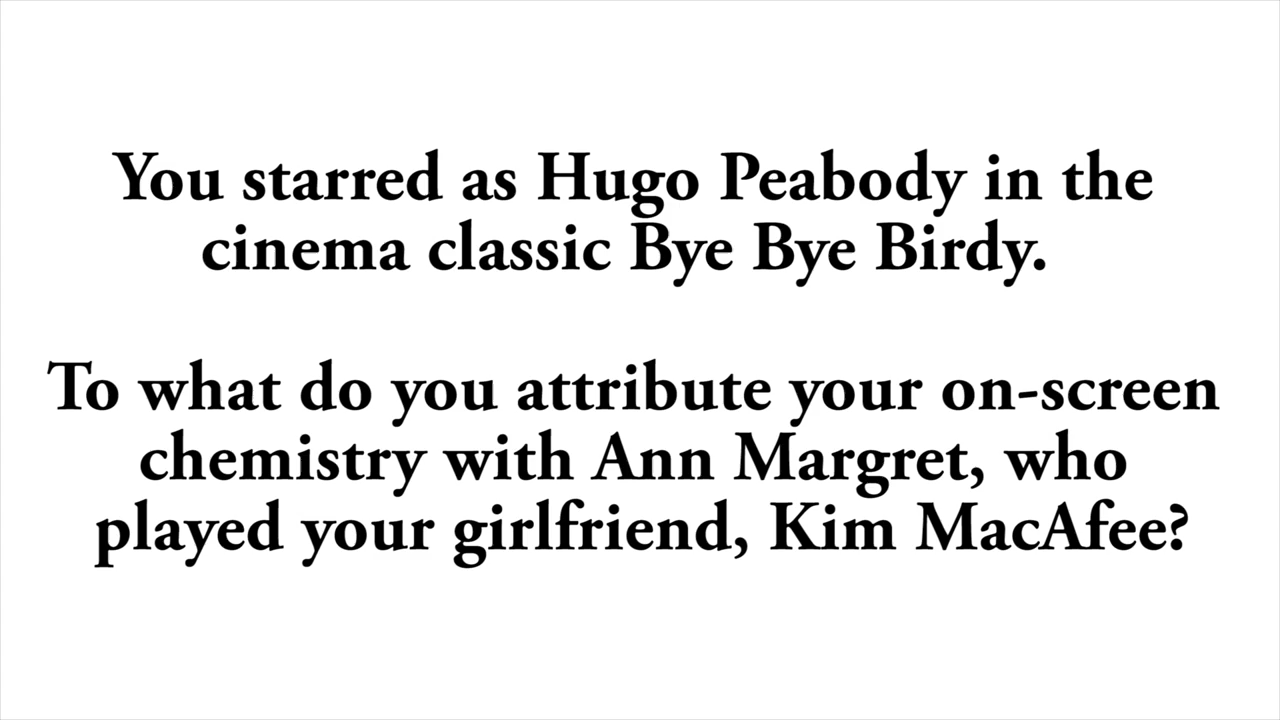 You starred as Hugo Peabody in the
cinema classic Bye Bye Birdy.
To what do you attribute your on-screen
chemistry with Ann Margret, who
played your girlfriend, Kim MacAfee?